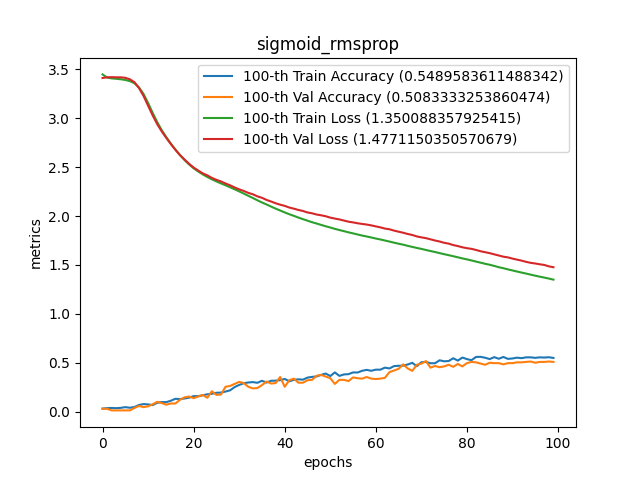 sigmoid_rmsprop
100-th Train Accuracy (0.5489583611488342)
100-th Val Accuracy (0.5083333253860474)
100-th Train Loss (1.350088357925415)
100-th Val Loss (1.4771150350570679)
metrics
3.5
3.0
2.5
2.0
1.5
1.0
0.5
0.0
0 20 40 60 80 100
epochs